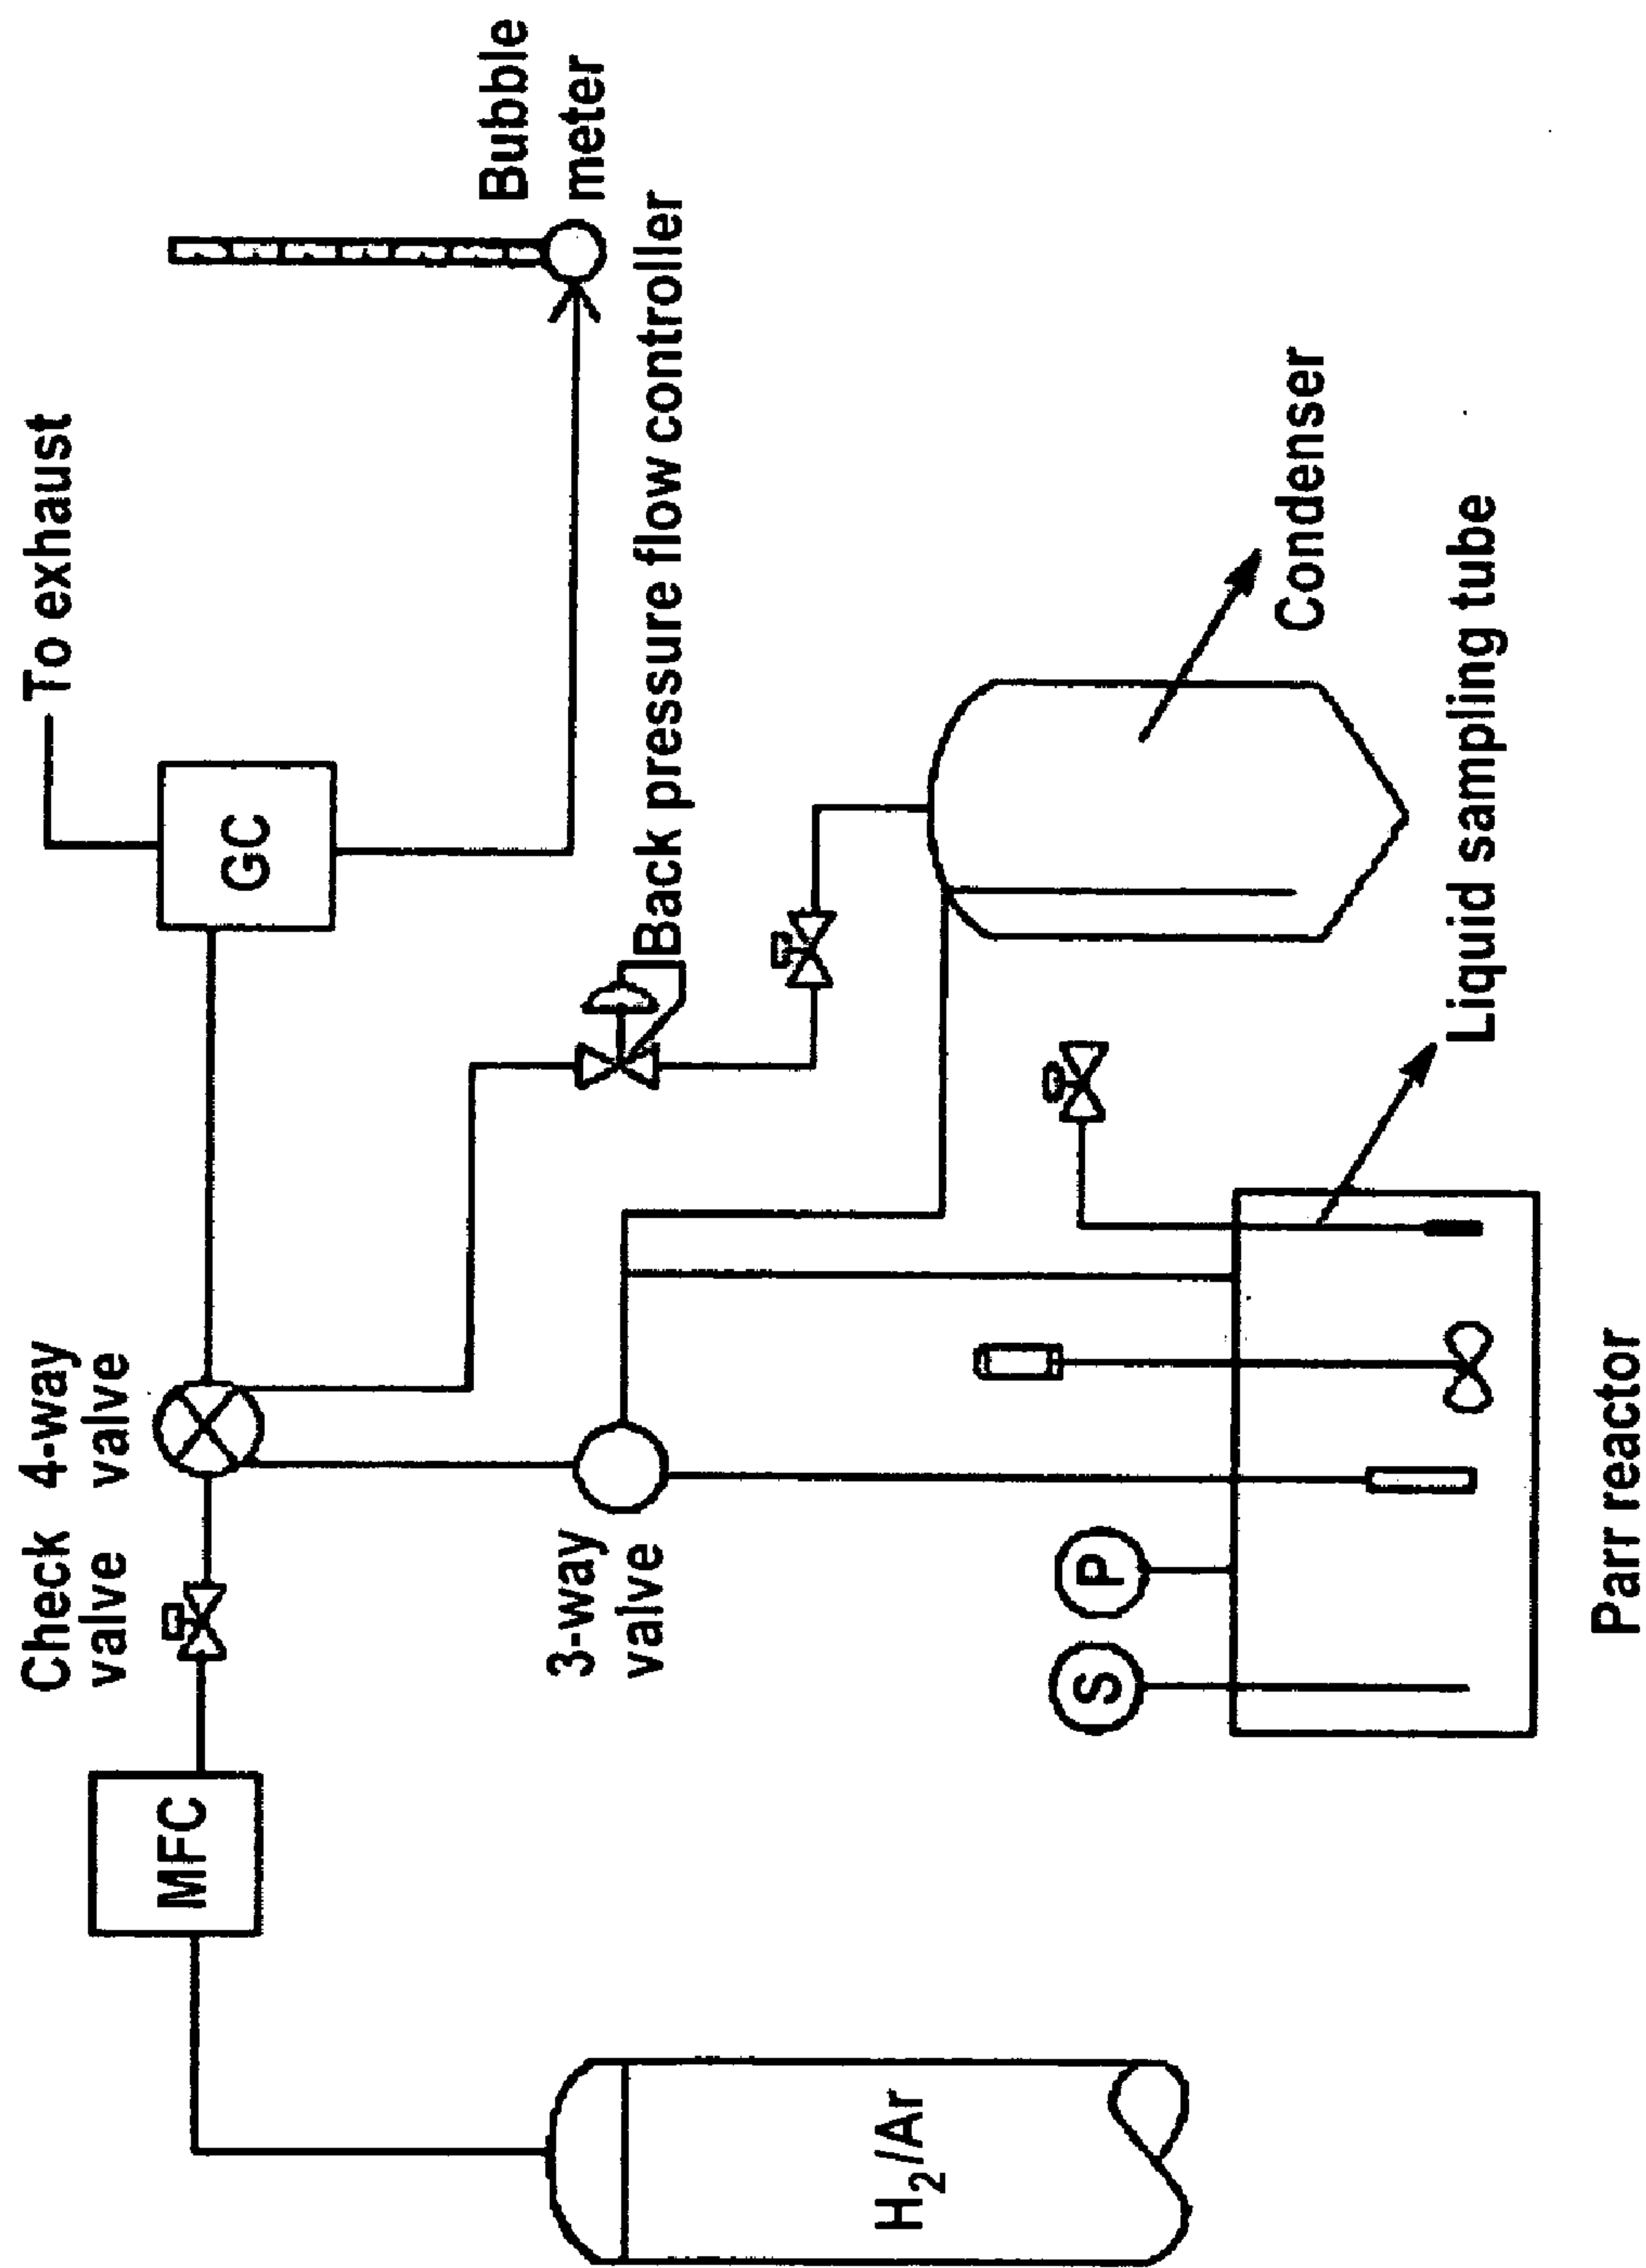 To exhaust
Check 4-way
valve valve
MFC
GC
Bubble
meter
3-way
valve
Back pressure flow controller
H₂/Ar
S
P
Condenser
Liquid sampling tube
Parr reactor